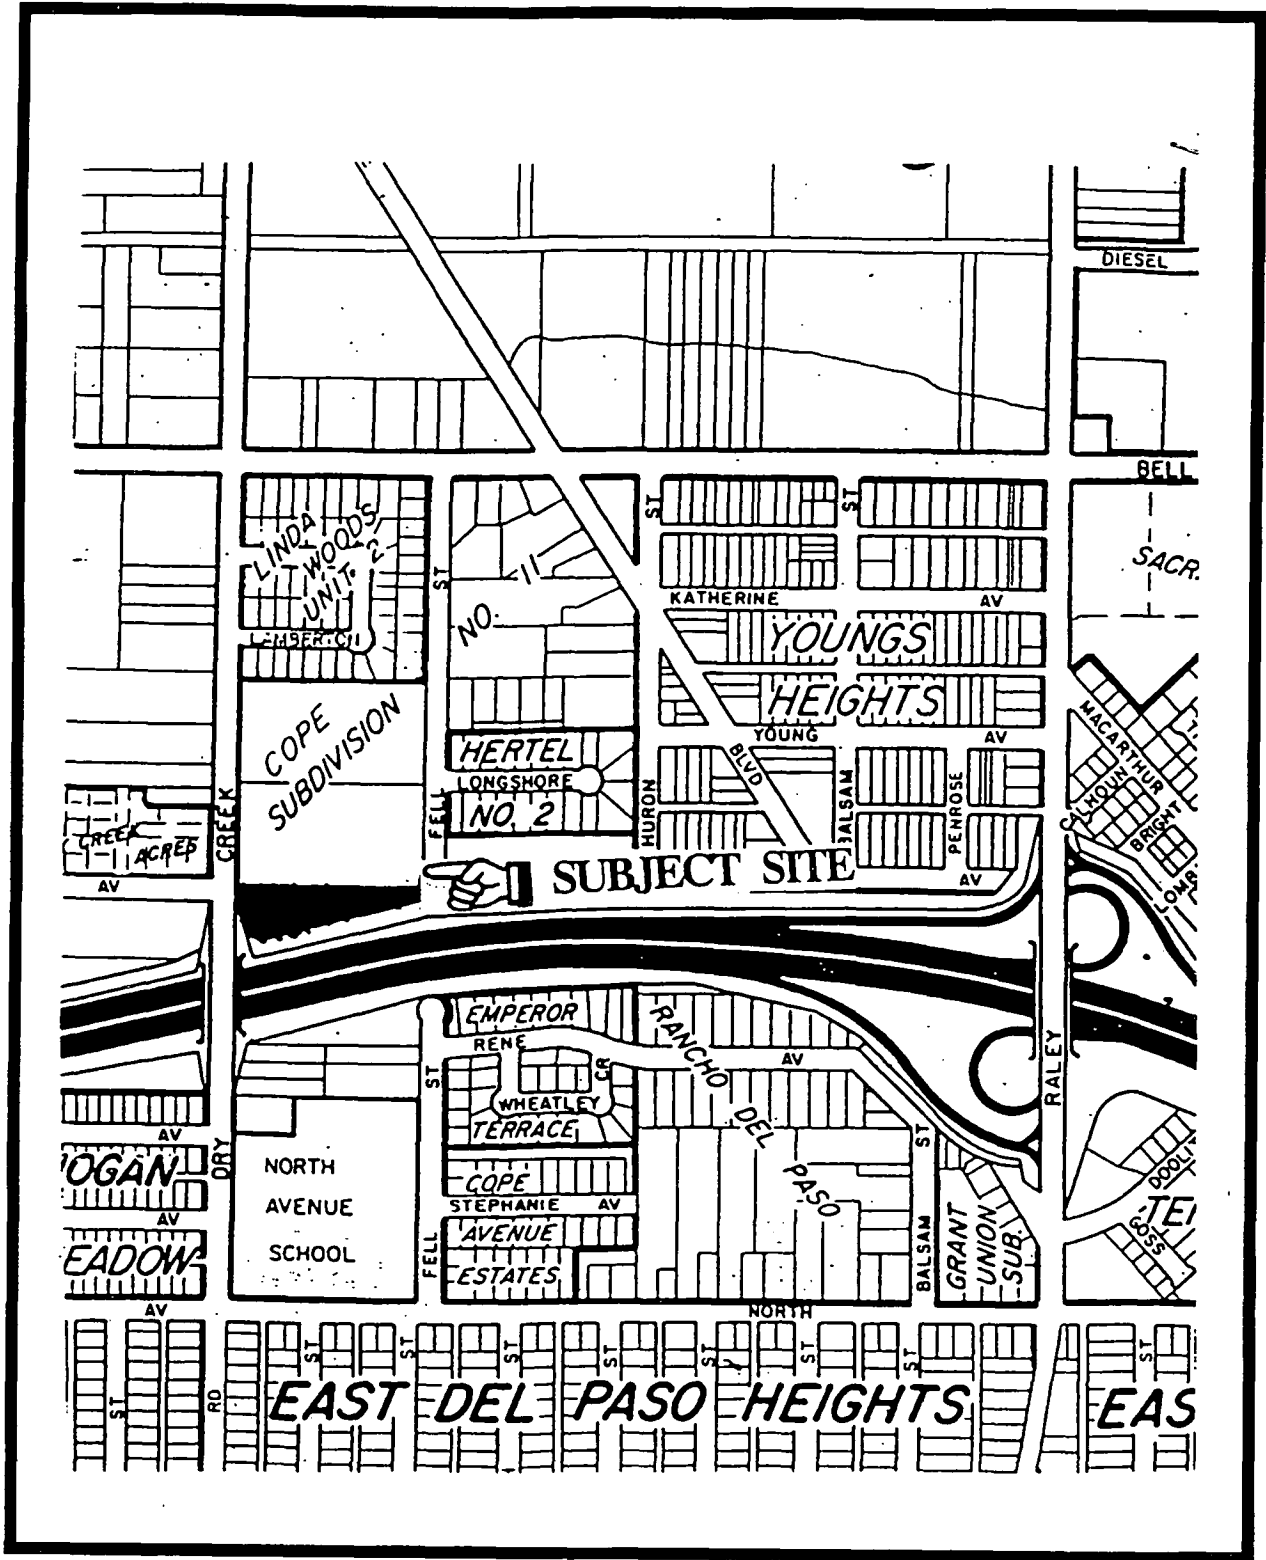 DIESEL
BELL
SACR.
LINDA
WOODS
UNIT 2
ST
NO. 11
ST
ST
KATHERINE AV
YOUNGS
HEIGHTS
YOUNG AV
COPE
SUBDIVISION
HERTEL
LONGSHORE
NO. 2
FELL
HURON
BLVD
BALSAM
PENROSE
AV
MACARTHUR
CALHOUN
BRIGHT
LOMB
CREEK
ACRES
AV
CREEK
SUBJECT SITE
EMPEROR
RENE
CR
ST
WHEATLEY
TERRACE
RANCHO DEL PASO
AV
RALEY
AV
OGAN
AV
EADOW
AV
DRY
NORTH
AVENUE
SCHOOL
FELL
COPE
STEPHANIE AV
AVENUE
ESTATES
ST
BALSAM
GRANT
UNION
SUB.
DOOLI
TER
GOSS
NORTH
ST
RD
ST
ST
ST
ST
ST
ST
ST
ST
EAST DEL PASO HEIGHTS
EAS